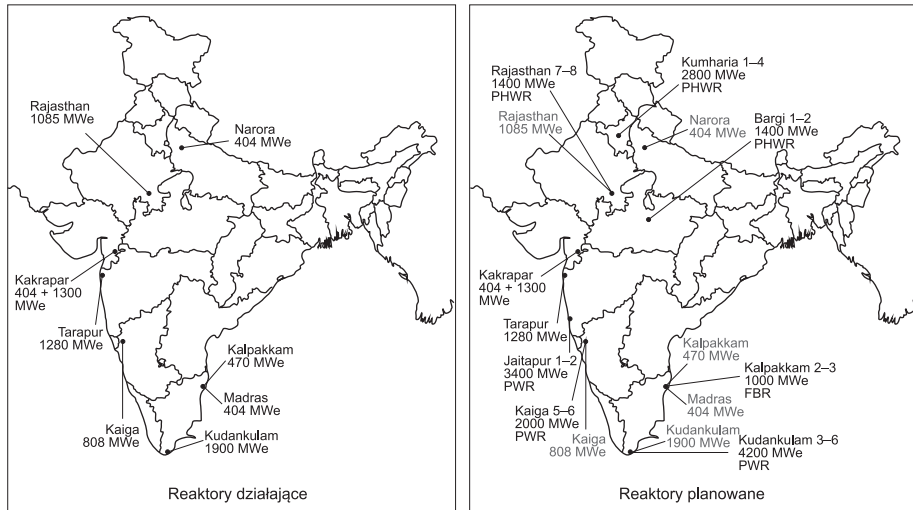 Rajasthan
1085 MWe
Narora
404 MWe
Kakrapar
404 + 1300
MWe
Tarapur
1280 MWe
Kalpakkam
470 MWe
Madras
404 MWe
Kaiga
808 MWe
Kudankulam
1900 MWe
Reaktory działające
Kumharia 1–4
2800 MWe
PHWR
Rajasthan 7–8
1400 MWe
PHWR
Rajasthan
1085 MWe
Narora
404 MWe
Bargi 1–2
1400 MWe
PHWR
Kakrapar
404 + 1300
MWe
Tarapur
1280 MWe
Jaitapur 1–2
3400 MWe
PWR
Kalpakkam
470 MWe
Kalpakkam 2–3
1000 MWe
FBR
Madras
404 MWe
Kaiga 5–6
2000 MWe
PWR
Kaiga
808 MWe
Kudankulam
1900 MWe
Kudankulam 3–6
4200 MWe
PWR
Reaktory planowane